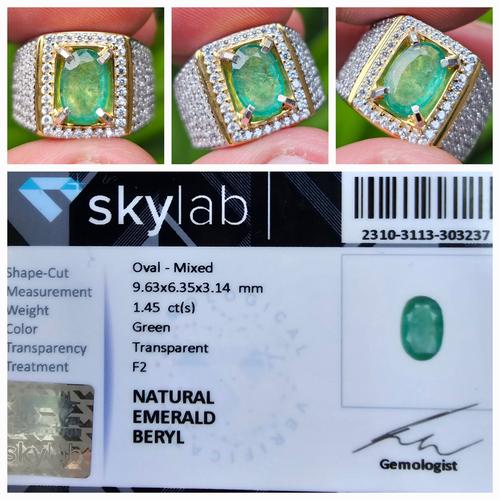 skylab
2310-3113-303237
Shape-Cut Oval - Mixed
Measurement 9.63x6.35x3.14 mm
Weight 1.45 ct(s)
Color Green
Transparency Transparent
Treatment F2
NATURAL
EMERALD
BERYL
skylab
Gemologist